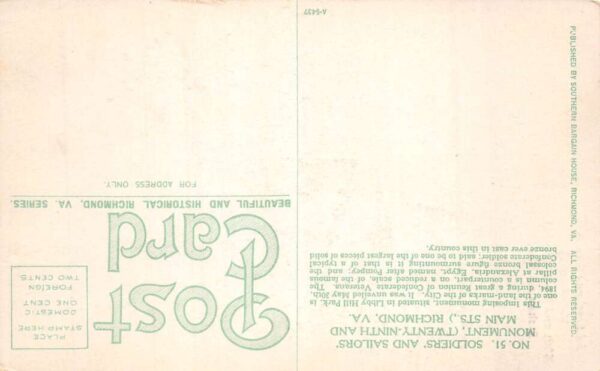 NO. 51. SOLDIERS' AND SAILORS'
MONUMENT, (TWENTY-NINTH AND
MAIN STS.,) RICHMOND, VA.
This imposing monument, situated in Libby Hill Park, is
one of the land-marks of the City. It was unveiled May 30th,
1894, during a great Reunion of Confederate Veterans. The
column is a counterpart, on a reduced scale, of the famous
pillar at Alexandria, Egypt, named after Pompey; and the
colossal bronze figure surmounting it is that of a typical
Confederate soldier; said to be one of the largest pieces of solid
bronze ever cast in this country.
Post
Card
PLACE
STAMP HERE
DOMESTIC
ONE CENT
FOREIGN
TWO CENTS
BEAUTIFUL AND HISTORICAL RICHMOND, VA. SERIES.
FOR ADDRESS ONLY.
A-5437
PUBLISHED BY SOUTHERN BARGAIN HOUSE, RICHMOND, VA. ALL RIGHTS RESERVED.